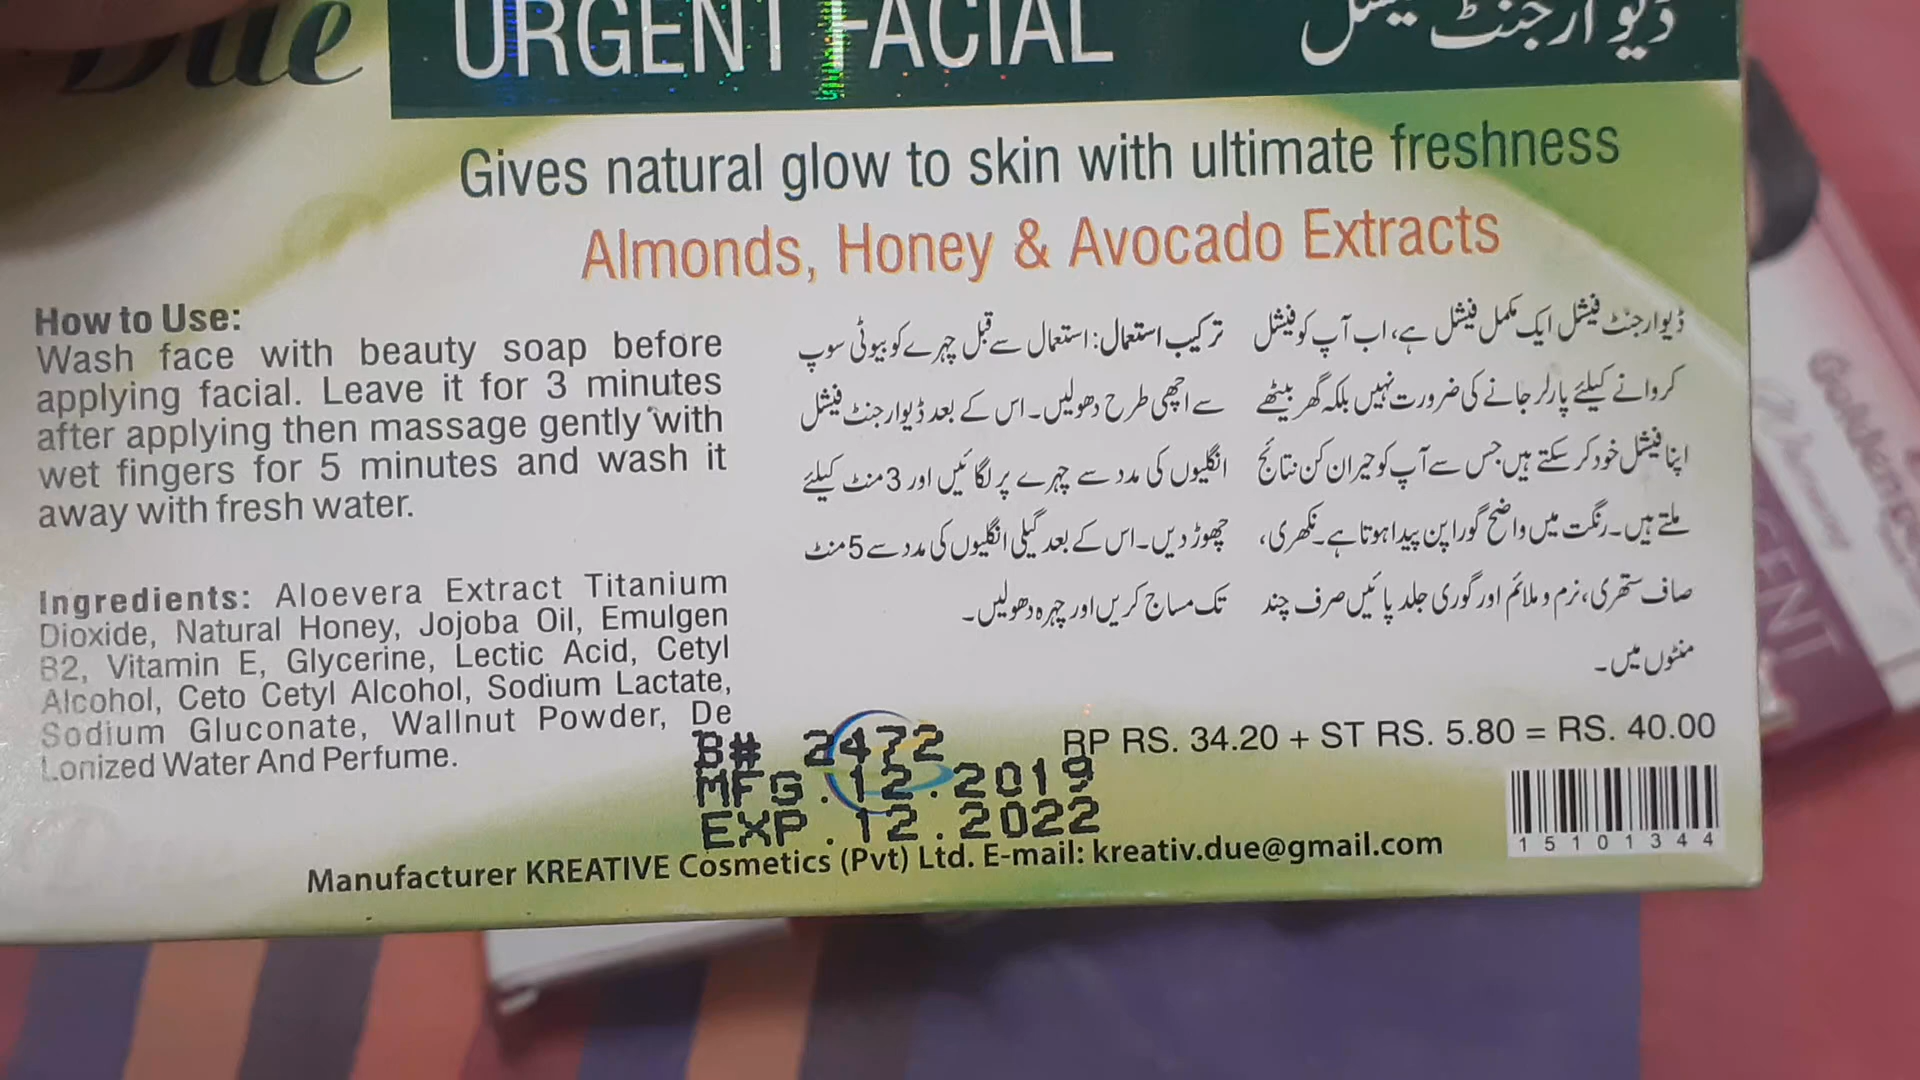 Due
URGENT FACIAL
ڈیو ارجنٹ فیشل
Gives natural glow to skin with ultimate freshness
Almonds, Honey & Avocado Extracts
How to Use:
Wash face with beauty soap before
applying facial. Leave it for 3 minutes
after applying then massage gently with
wet fingers for 5 minutes and wash it
away with fresh water.
Ingredients: Aloevera Extract Titanium
Dioxide, Natural Honey, Jojoba Oil, Emulgen
B2, Vitamin E, Glycerine, Lectic Acid, Cetyl
Alcohol, Ceto Cetyl Alcohol, Sodium Lactate,
Sodium Gluconate, Wallnut Powder, De
Lonized Water And Perfume.
ڈیوارجنٹ فیشل ایک مکمل فیشل ہے، اب آپ کو فیشل
کروانے کیلئے پارلر جانے کی ضرورت نہیں بلکہ گھر بیٹھے
اپنا فیشل خود کر سکتے ہیں جس سے آپ کو حیران کن نتائج
ملتے ہیں۔ رنگت میں واضح گورا پن پیدا ہوتا ہے۔ نکھری،
صاف ستھری، نرم و ملائم اور گوری جلد پائیں صرف چند
منٹوں میں۔
ترکیب استعمال: استعمال سے قبل چہرے کو بیوٹی سوپ
سے اچھی طرح دھولیں۔ اس کے بعد ڈیوارجنٹ فیشل
انگلیوں کی مدد سے چہرے پر لگائیں اور 3 منٹ کیلئے
چھوڑ دیں۔ اس کے بعد گیلی انگلیوں کی مدد سے 5 منٹ
تک مساج کریں اور چہرہ دھولیں۔
RP RS. 34.20 + ST RS. 5.80 = RS. 40.00
B# 2472
MFG.12.2019
EXP.12.2022
15101344
Manufacturer KREATIVE Cosmetics (Pvt) Ltd. E-mail: kreativ.due@gmail.com